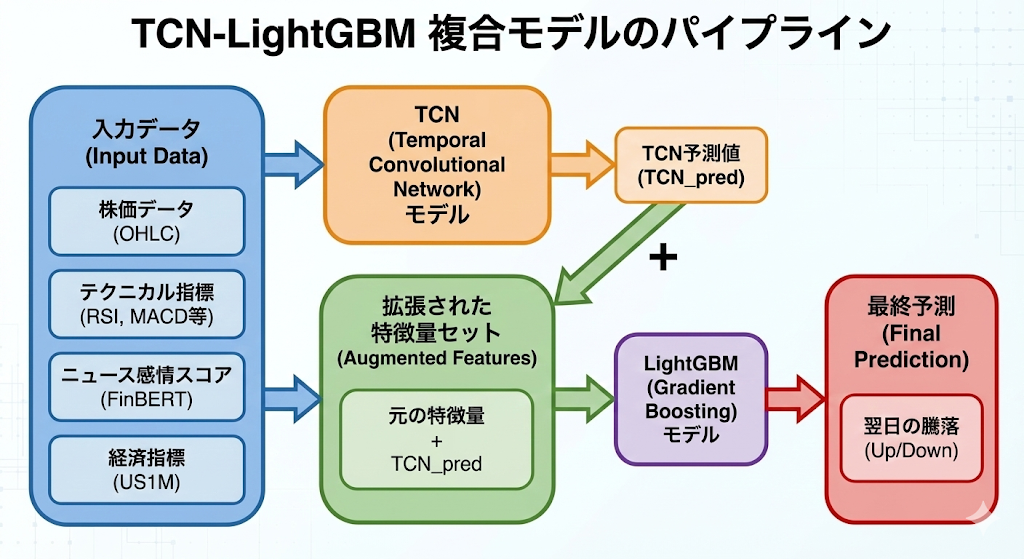 TCN-LightGBM 複合モデルのパイプライン
入力データ
(Input Data)
株価データ
(OHLC)
テクニカル指標
(RSI, MACD等)
ニュース感情スコア
(FinBERT)
経済指標
(US1M)
TCN
(Temporal
Convolutional
Network)
モデル
TCN予測値
(TCN_pred)
+
拡張された
特徴量セット
(Augmented Features)
元の特徴量
+
TCN_pred
LightGBM
(Gradient
Boosting)
モデル
最終予測
(Final
Prediction)
翌日の騰落
(Up/Down)